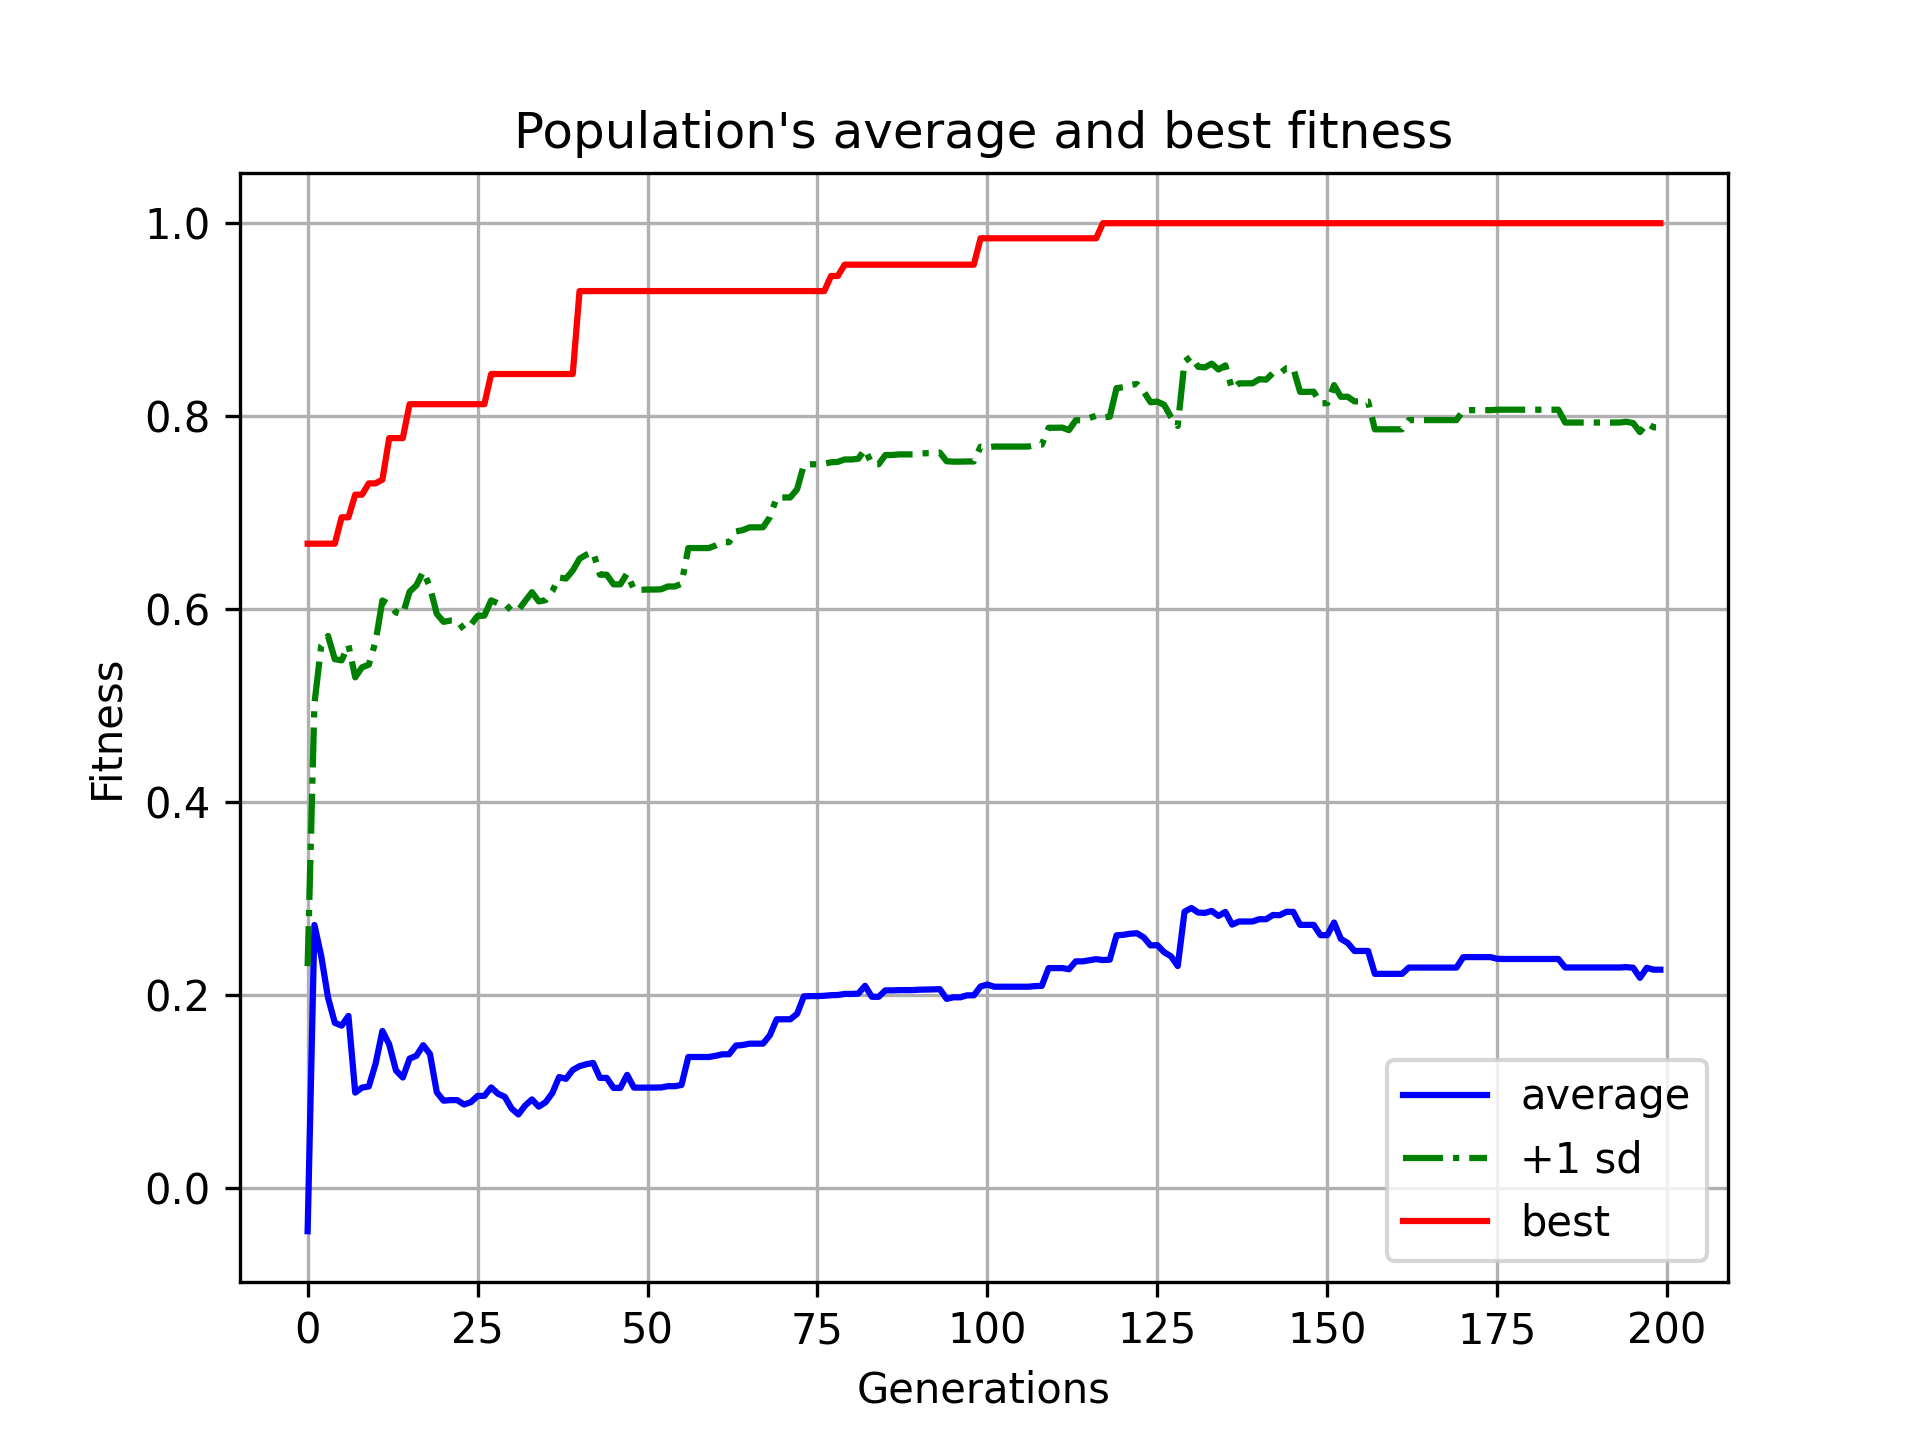 Population's average and best fitness
1.0
0.8
0.6
0.4
0.2
0.0
Fitness
average
+1 sd
best
0 25 50 75 100 125 150 175 200
Generations